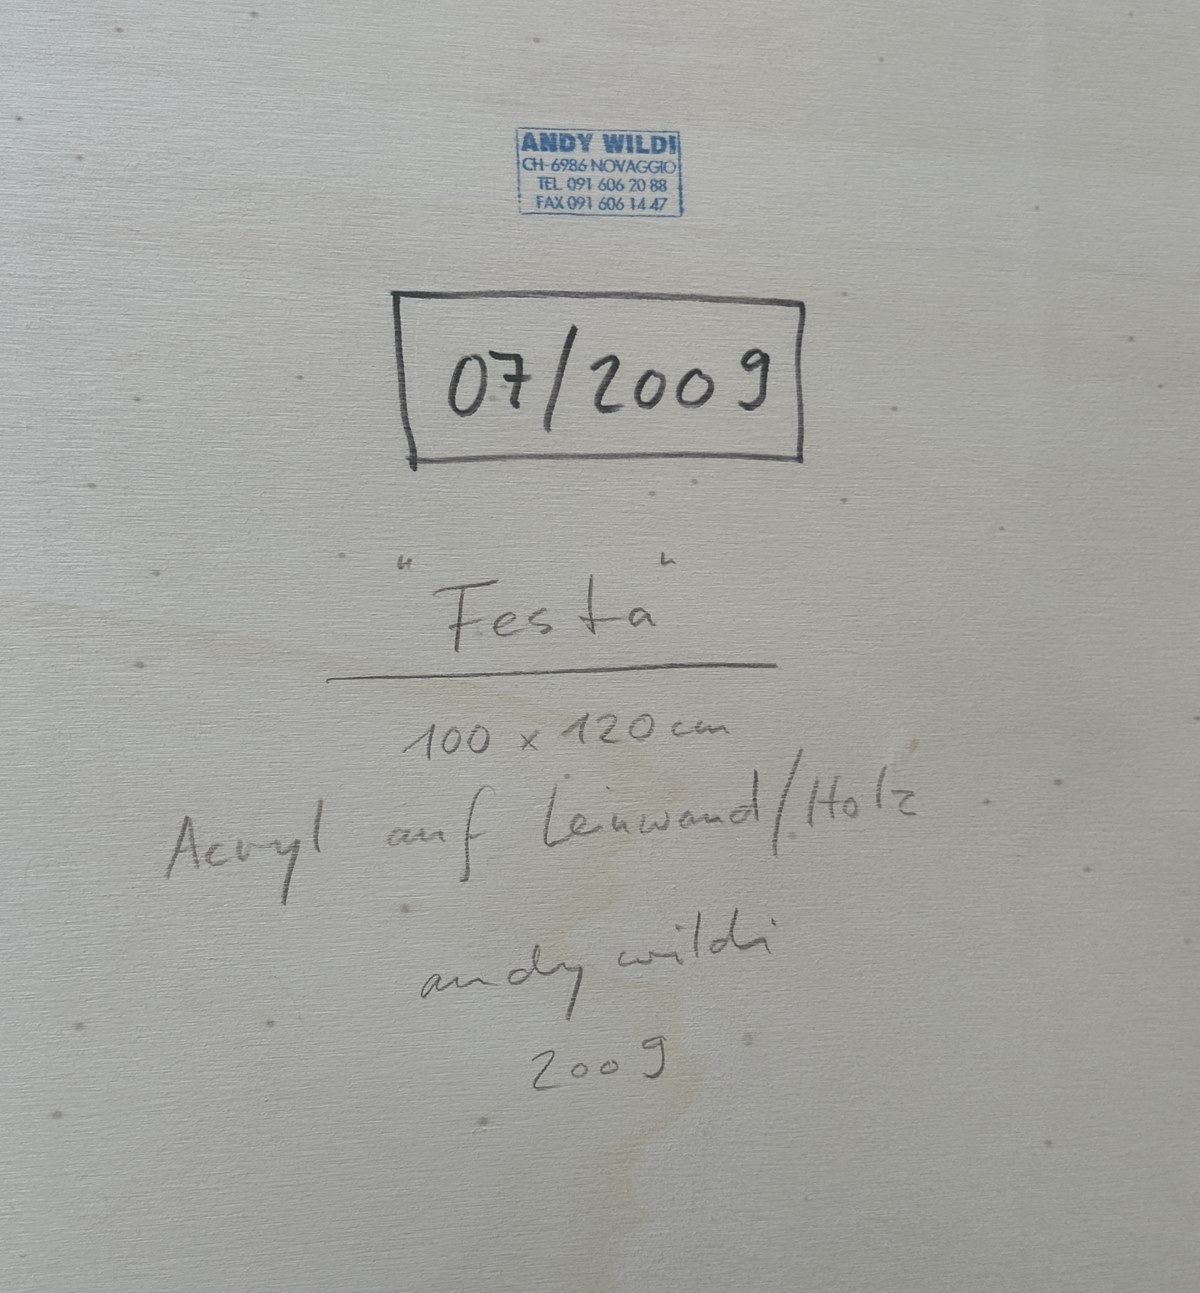 ANDY WILDI
CH-6986 NOVAGGIO
TEL. 091 606 20 88
FAX 091 606 14 47
07/2009
"Festa"
100 x 120 cm
Acryl auf Leinwand/Holz
andy wildi
2009